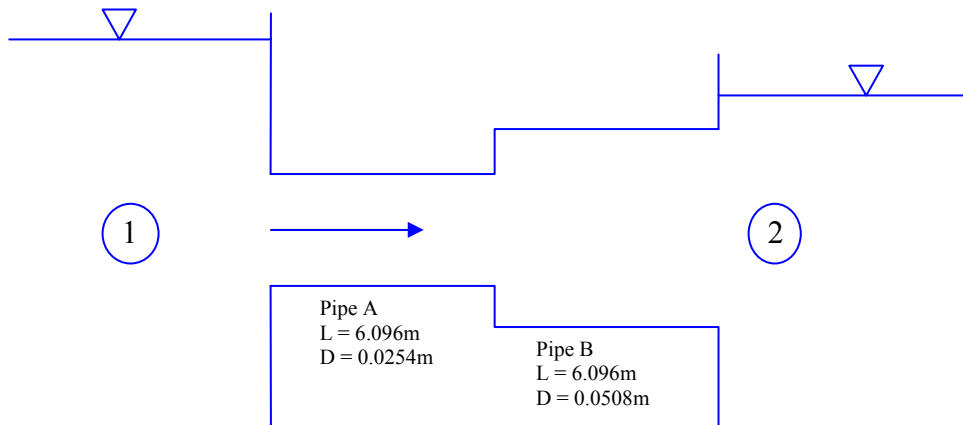 1
2
Pipe A
L = 6.096m
D = 0.0254m
Pipe B
L = 6.096m
D = 0.0508m